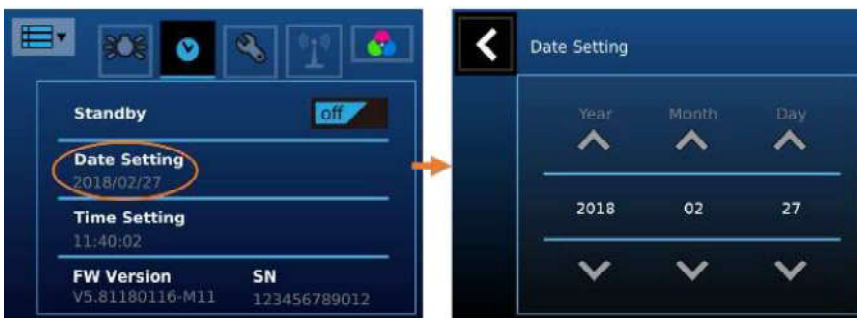 Standby
off
Date Setting
2018/02/27
Time Setting
11:40:02
FW Version SN
V5.81180116-M11 123456789012
Date Setting
Year Month Day
2018 02 27